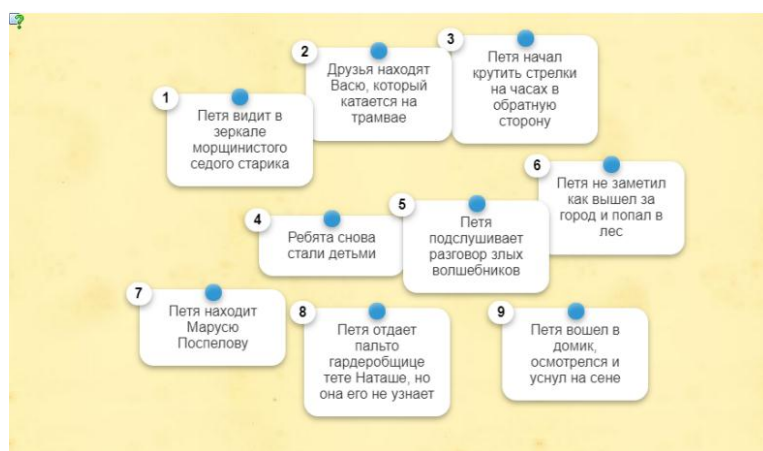 1
Петя видит в
зеркале
морщинистого
седого старика
2
Друзья находят
Васю, который
катается на
трамвае
3
Петя начал
крутить стрелки
на часах в
обратную
сторону
4
Ребята снова
стали детьми
5
Петя
подслушивает
разговор злых
волшебников
6
Петя не заметил
как вышел за
город и попал в
лес
7
Петя находит
Марусю
Поспелову
8
Петя отдает
пальто
гардеробщице
тете Наташе, но
она его не узнает
9
Петя вошел в
домик,
осмотрелся и
уснул на сене